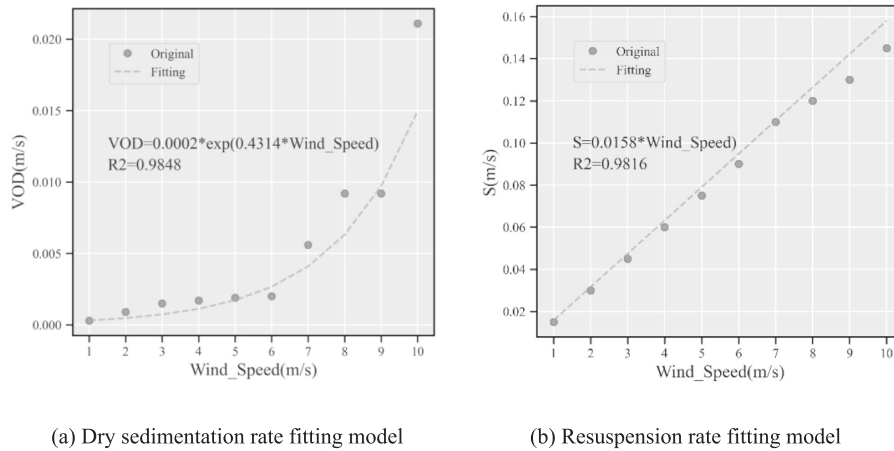 0.020
0.015
0.010
0.005
0.000
VOD(m/s)
Original
Fitting
VOD=0.0002*exp(0.4314*Wind_Speed)
R2=0.9848
1 2 3 4 5 6 7 8 9 10
Wind_Speed(m/s)
(a) Dry sedimentation rate fitting model
0.16
0.14
0.12
0.10
0.08
0.06
0.04
0.02
S(m/s)
Original
Fitting
S=0.0158*Wind_Speed)
R2=0.9816
1 2 3 4 5 6 7 8 9 10
Wind_Speed(m/s)
(b) Resuspension rate fitting model